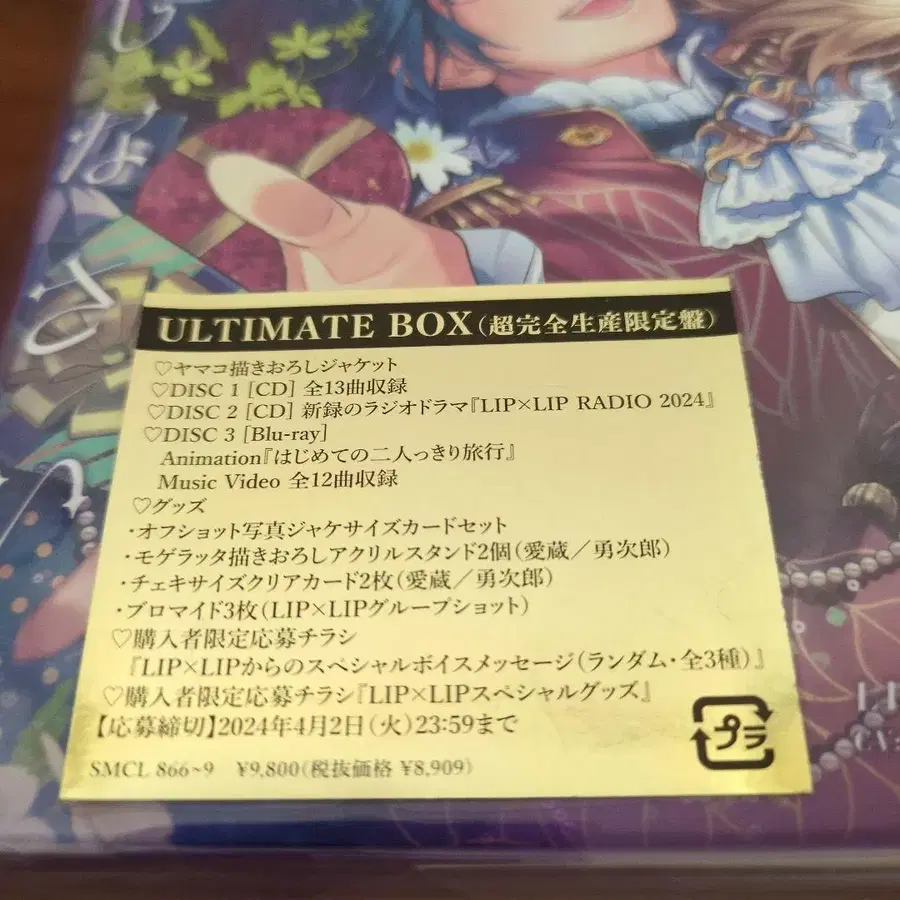 じなさい
ULTIMATE BOX(超完全生産限定盤)
♡ヤマコ描きおろしジャケット
♡DISC 1 [CD] 全13曲収録
♡DISC 2 [CD] 新録のラジオドラマ『LIP×LIP RADIO 2024』
♡DISC 3 [Blu-ray]
Animation『はじめての二人っきり旅行』
Music Video 全12曲収録
♡グッズ
・オフショット写真ジャケサイズカードセット
・モゲラッタ描きおろしアクリルスタンド2個(愛蔵/勇次郎)
・チェキサイズクリアカード2枚(愛蔵/勇次郎)
・ブロマイド3枚(LIP×LIPグループショット)
♡購入者限定応募チラシ
『LIP×LIPからのスペシャルボイスメッセージ(ランダム・全3種)』
♡購入者限定応募チラシ『LIP×LIPスペシャルグッズ』
【応募締切】2024年4月2日(火)23:59まで
SMCL 866~9 ¥9,800(税抜価格 ¥8,909)
プラ